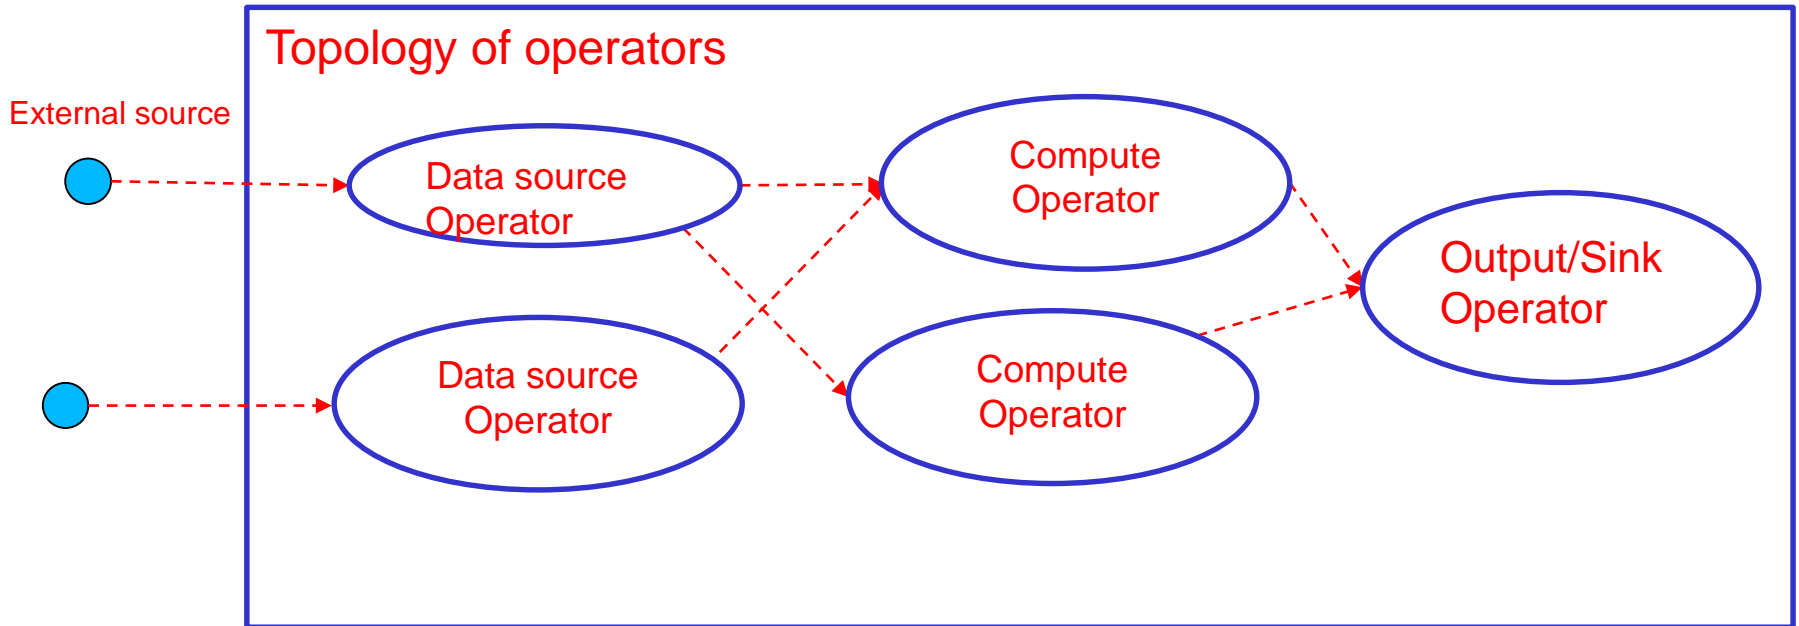 Topology of operators
External source
Data source
Operator
Compute
Operator
Output/Sink
Operator
Data source
Operator
Compute
Operator